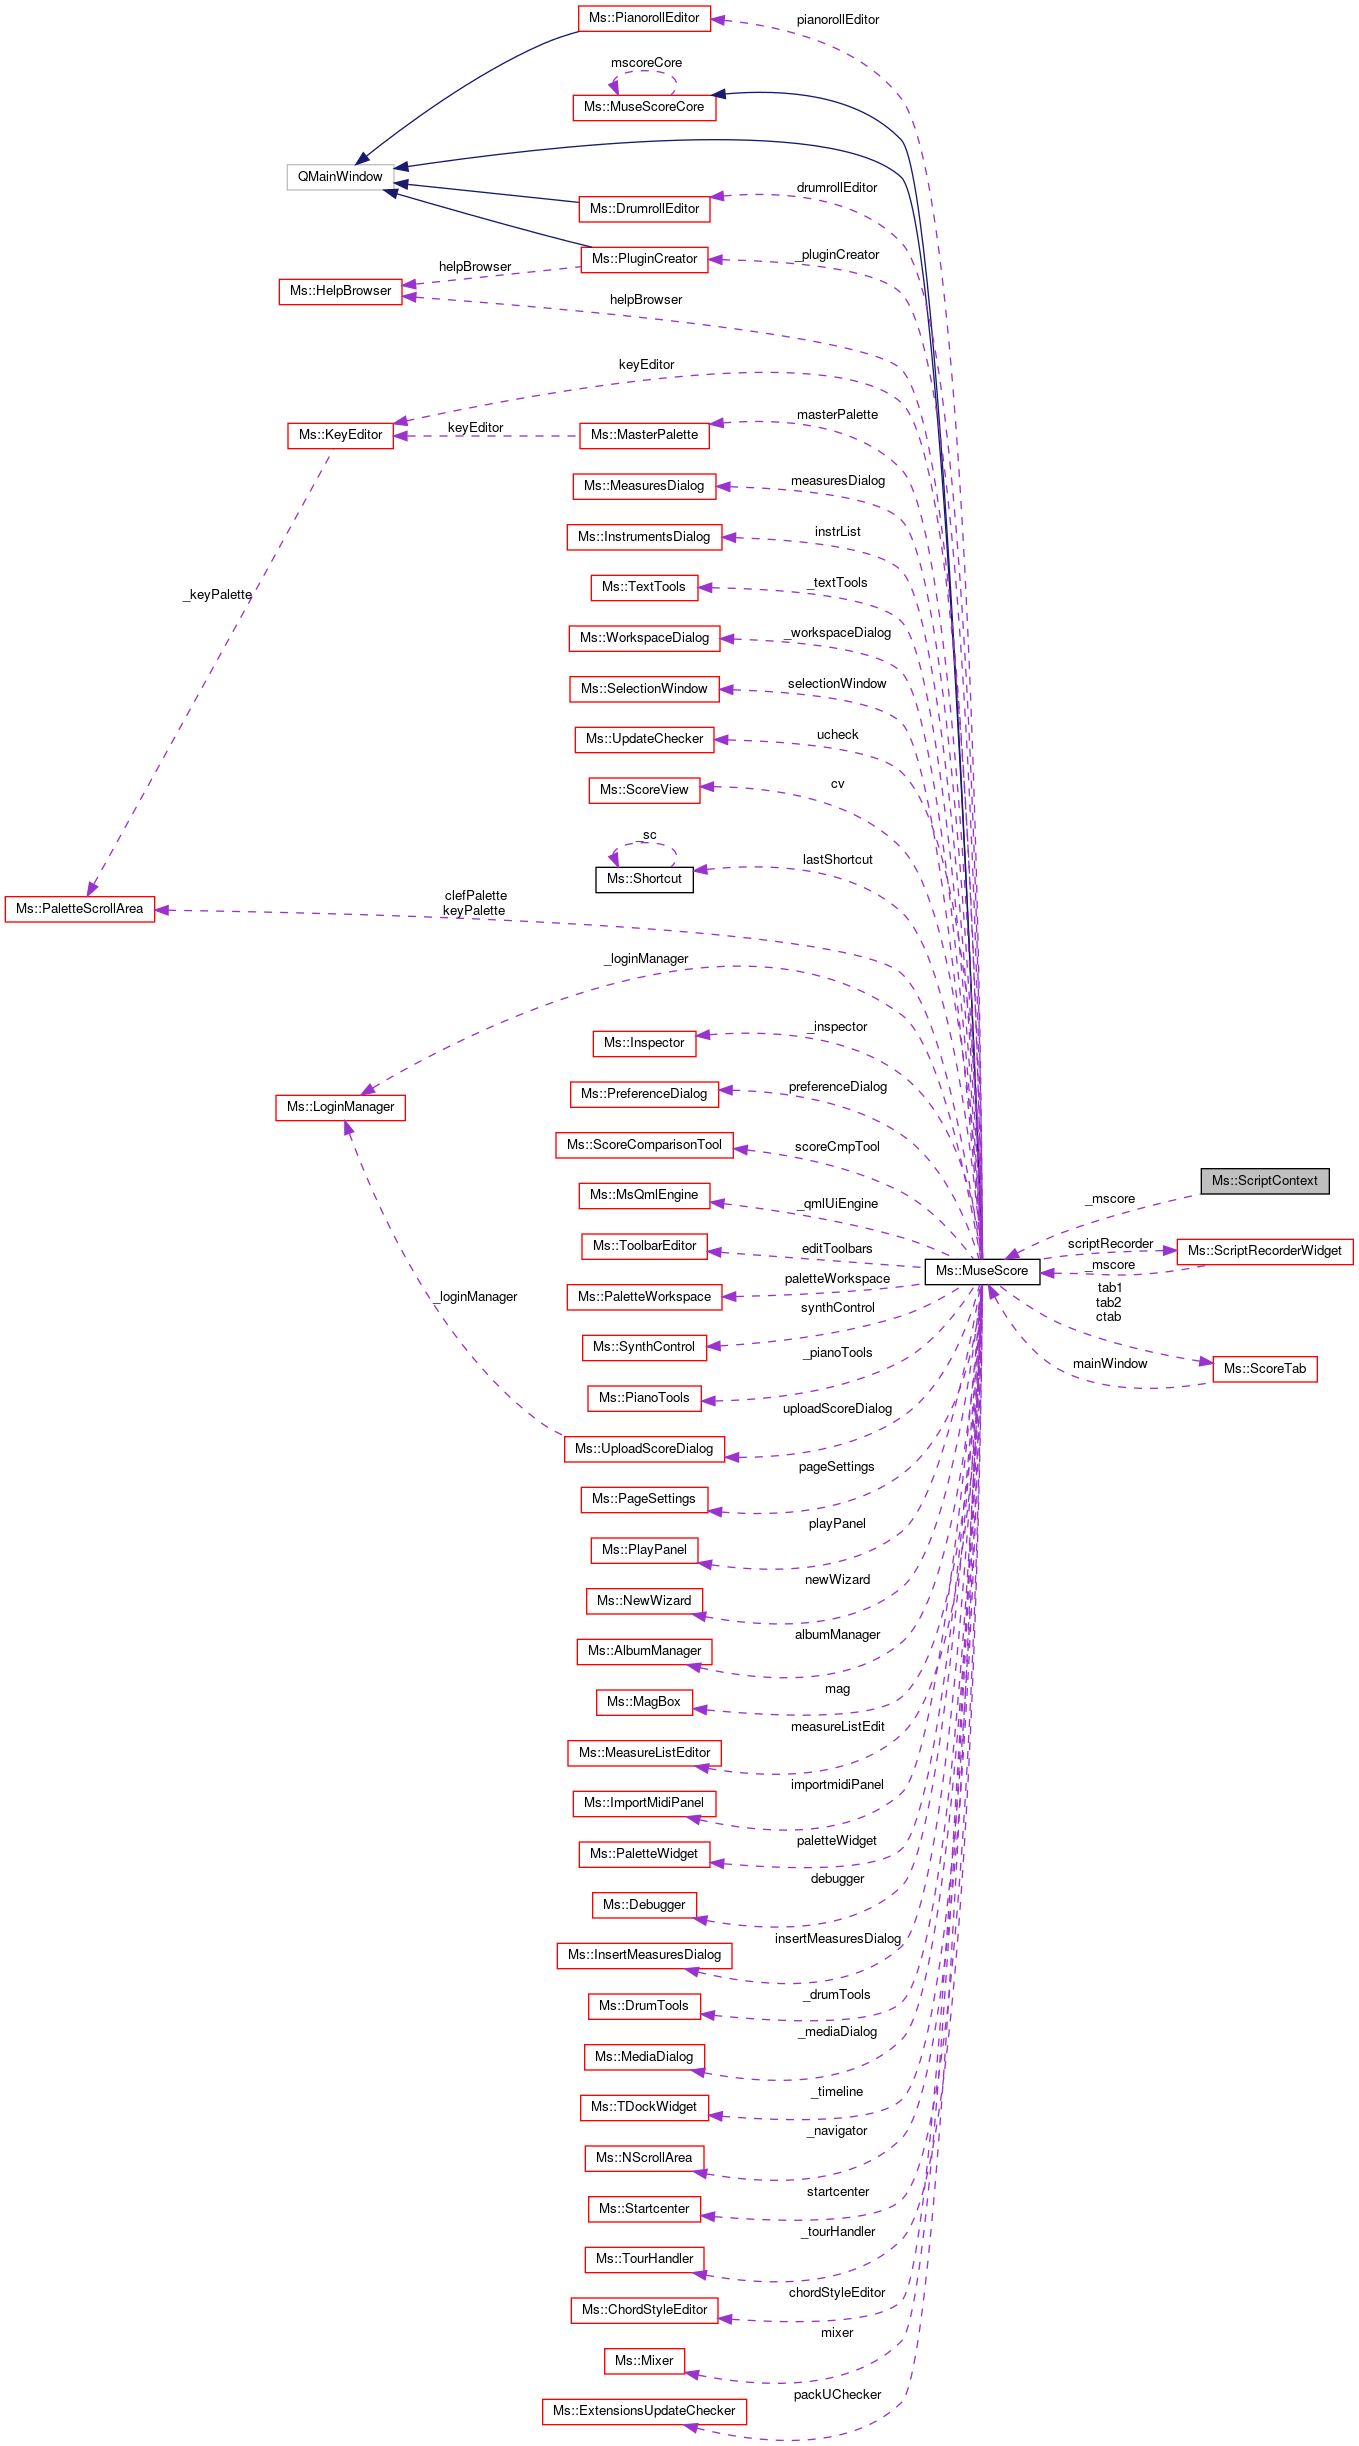 Ms::PianorollEditor
pianorollEditor
mscoreCore
Ms::MuseScoreCore
QMainWindow
drumrollEditor
Ms::DrumrollEditor
_pluginCreator
Ms::PluginCreator
helpBrowser
Ms::HelpBrowser
helpBrowser
keyEditor
masterPalette
Ms::KeyEditor
keyEditor
Ms::MasterPalette
measuresDialog
Ms::MeasuresDialog
instrList
Ms::InstrumentsDialog
_textTools
Ms::TextTools
_keyPalette
_workspaceDialog
Ms::WorkspaceDialog
selectionWindow
Ms::SelectionWindow
ucheck
Ms::UpdateChecker
cv
Ms::ScoreView
_sc
lastShortcut
Ms::Shortcut
clefPalette
keyPalette
Ms::PaletteScrollArea
_loginManager
_inspector
Ms::Inspector
preferenceDialog
Ms::PreferenceDialog
Ms::LoginManager
scoreCmpTool
Ms::ScoreComparisonTool
Ms::ScriptContext
_mscore
_qmlUiEngine
Ms::MsQmlEngine
editToolbars
Ms::ToolbarEditor
scriptRecorder
Ms::ScriptRecorderWidget
_mscore
Ms::MuseScore
paletteWorkspace
Ms::PaletteWorkspace
_loginManager
tab1
tab2
ctab
synthControl
Ms::SynthControl
_pianoTools
mainWindow
Ms::ScoreTab
Ms::PianoTools
uploadScoreDialog
Ms::UploadScoreDialog
pageSettings
Ms::PageSettings
playPanel
Ms::PlayPanel
newWizard
Ms::NewWizard
albumManager
Ms::AlbumManager
mag
Ms::MagBox
measureListEdit
Ms::MeasureListEditor
importmidiPanel
Ms::ImportMidiPanel
paletteWidget
Ms::PaletteWidget
debugger
Ms::Debugger
insertMeasuresDialog
Ms::InsertMeasuresDialog
_drumTools
Ms::DrumTools
_mediaDialog
Ms::MediaDialog
_timeline
Ms::TDockWidget
_navigator
Ms::NScrollArea
startcenter
Ms::Startcenter
_tourHandler
Ms::TourHandler
chordStyleEditor
Ms::ChordStyleEditor
mixer
Ms::Mixer
packUChecker
Ms::ExtensionsUpdateChecker